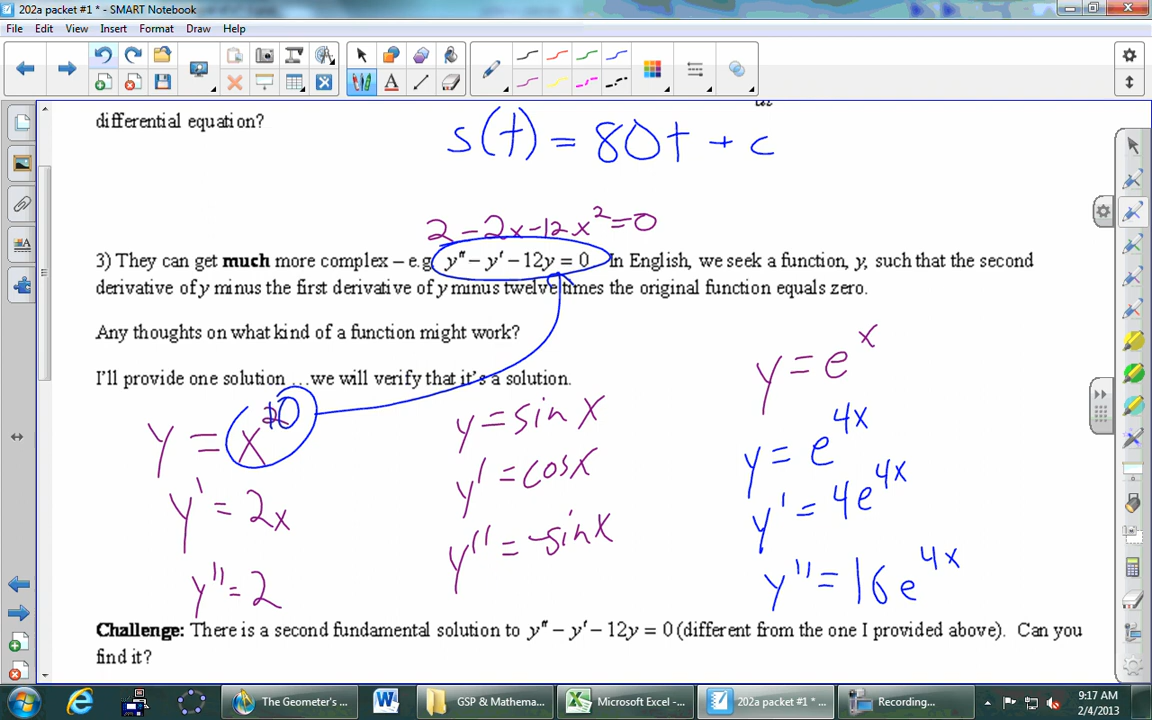 202a packet #1 * - SMART Notebook
File Edit View Insert Format Draw Help
differential equation?
s(t) = 80t + c
2 - 2x - 12x² = 0
3) They can get much more complex – e.g. y″ − y′ − 12y = 0 In English, we seek a function, y, such that the second
derivative of y minus the first derivative of y minus twelve times the original function equals zero.
Any thoughts on what kind of a function might work?
I'll provide one solution …we will verify that it's a solution.
y = x
y' = 2x
y'' = 2
y = sin x
y' = cos x
y'' = -sin x
y = e^x
y = e^4x
y' = 4e^4x
y'' = 16e^4x
Challenge: There is a second fundamental solution to y″ − y′ − 12y = 0 (different from the one I provided above). Can you
find it?
The Geometer's ...
GSP & Mathema...
Microsoft Excel -...
202a packet #1 * ...
Recording...
9:17 AM
2/4/2013